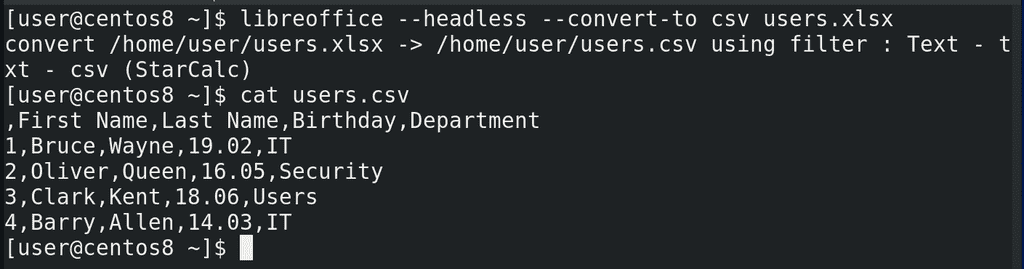 [user@centos8 ~]$ libreoffice --headless --convert-to csv users.xlsx
convert /home/user/users.xlsx -> /home/user/users.csv using filter : Text - t
xt - csv (StarCalc)
[user@centos8 ~]$ cat users.csv
,First Name,Last Name,Birthday,Department
1,Bruce,Wayne,19.02,IT
2,Oliver,Queen,16.05,Security
3,Clark,Kent,18.06,Users
4,Barry,Allen,14.03,IT
[user@centos8 ~]$